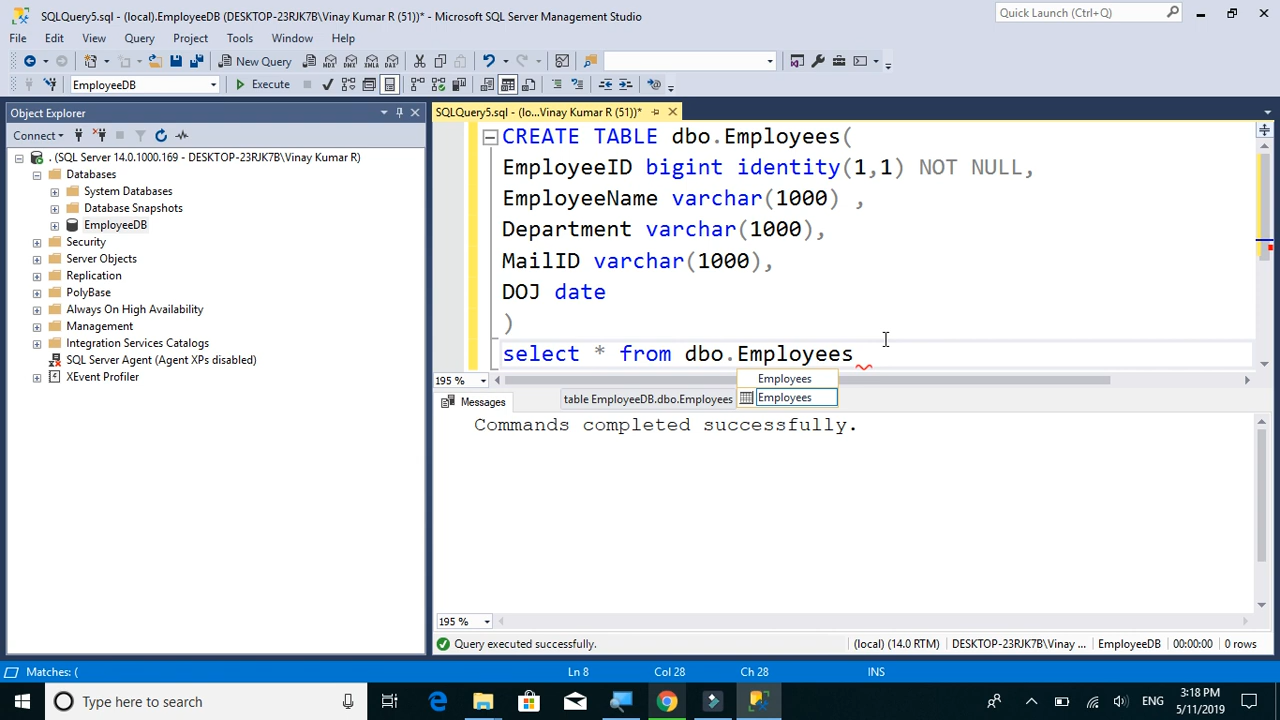 SQLQuery5.sql - (local).EmployeeDB (DESKTOP-23RJK7B\Vinay Kumar R (51))* - Microsoft SQL Server Management Studio
Quick Launch (Ctrl+Q)
File Edit View Query Project Tools Window Help
New Query
EmployeeDB
Execute
Object Explorer
Connect
. (SQL Server 14.0.1000.169 - DESKTOP-23RJK7B\Vinay Kumar R)
Databases
System Databases
Database Snapshots
EmployeeDB
Security
Server Objects
Replication
PolyBase
Always On High Availability
Management
Integration Services Catalogs
SQL Server Agent (Agent XPs disabled)
XEvent Profiler
SQLQuery5.sql - (lo...Vinay Kumar R (51))*
CREATE TABLE dbo.Employees(
EmployeeID bigint identity(1,1) NOT NULL,
EmployeeName varchar(1000) ,
Department varchar(1000),
MailID varchar(1000),
DOJ date
)
select * from dbo.Employees
Employees
Employees
table EmployeeDB.dbo.Employees
195 %
Messages
Commands completed successfully.
195 %
Query executed successfully.
(local) (14.0 RTM) DESKTOP-23RJK7B\Vinay ... EmployeeDB 00:00:00 0 rows
Matches: ( Ln 8 Col 28 Ch 28 INS
Type here to search
ENG
3:18 PM
5/11/2019